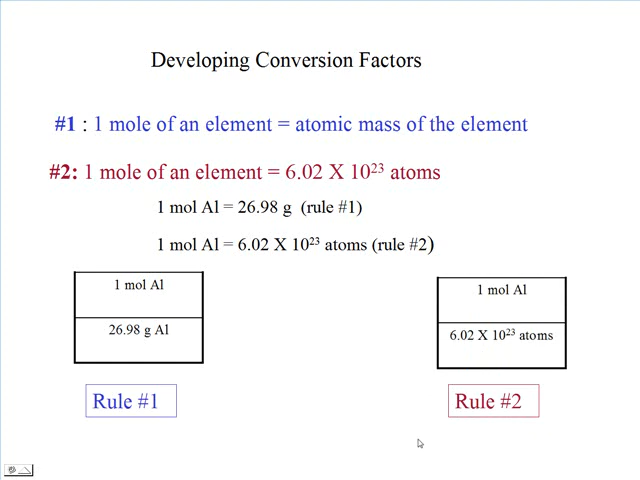 Developing Conversion Factors
#1 : 1 mole of an element = atomic mass of the element
#2: 1 mole of an element = 6.02 X 10²³ atoms
1 mol Al = 26.98 g (rule #1)
1 mol Al = 6.02 X 10²³ atoms (rule #2)
1 mol Al
26.98 g Al
Rule #1
1 mol Al
6.02 X 10²³ atoms
Rule #2